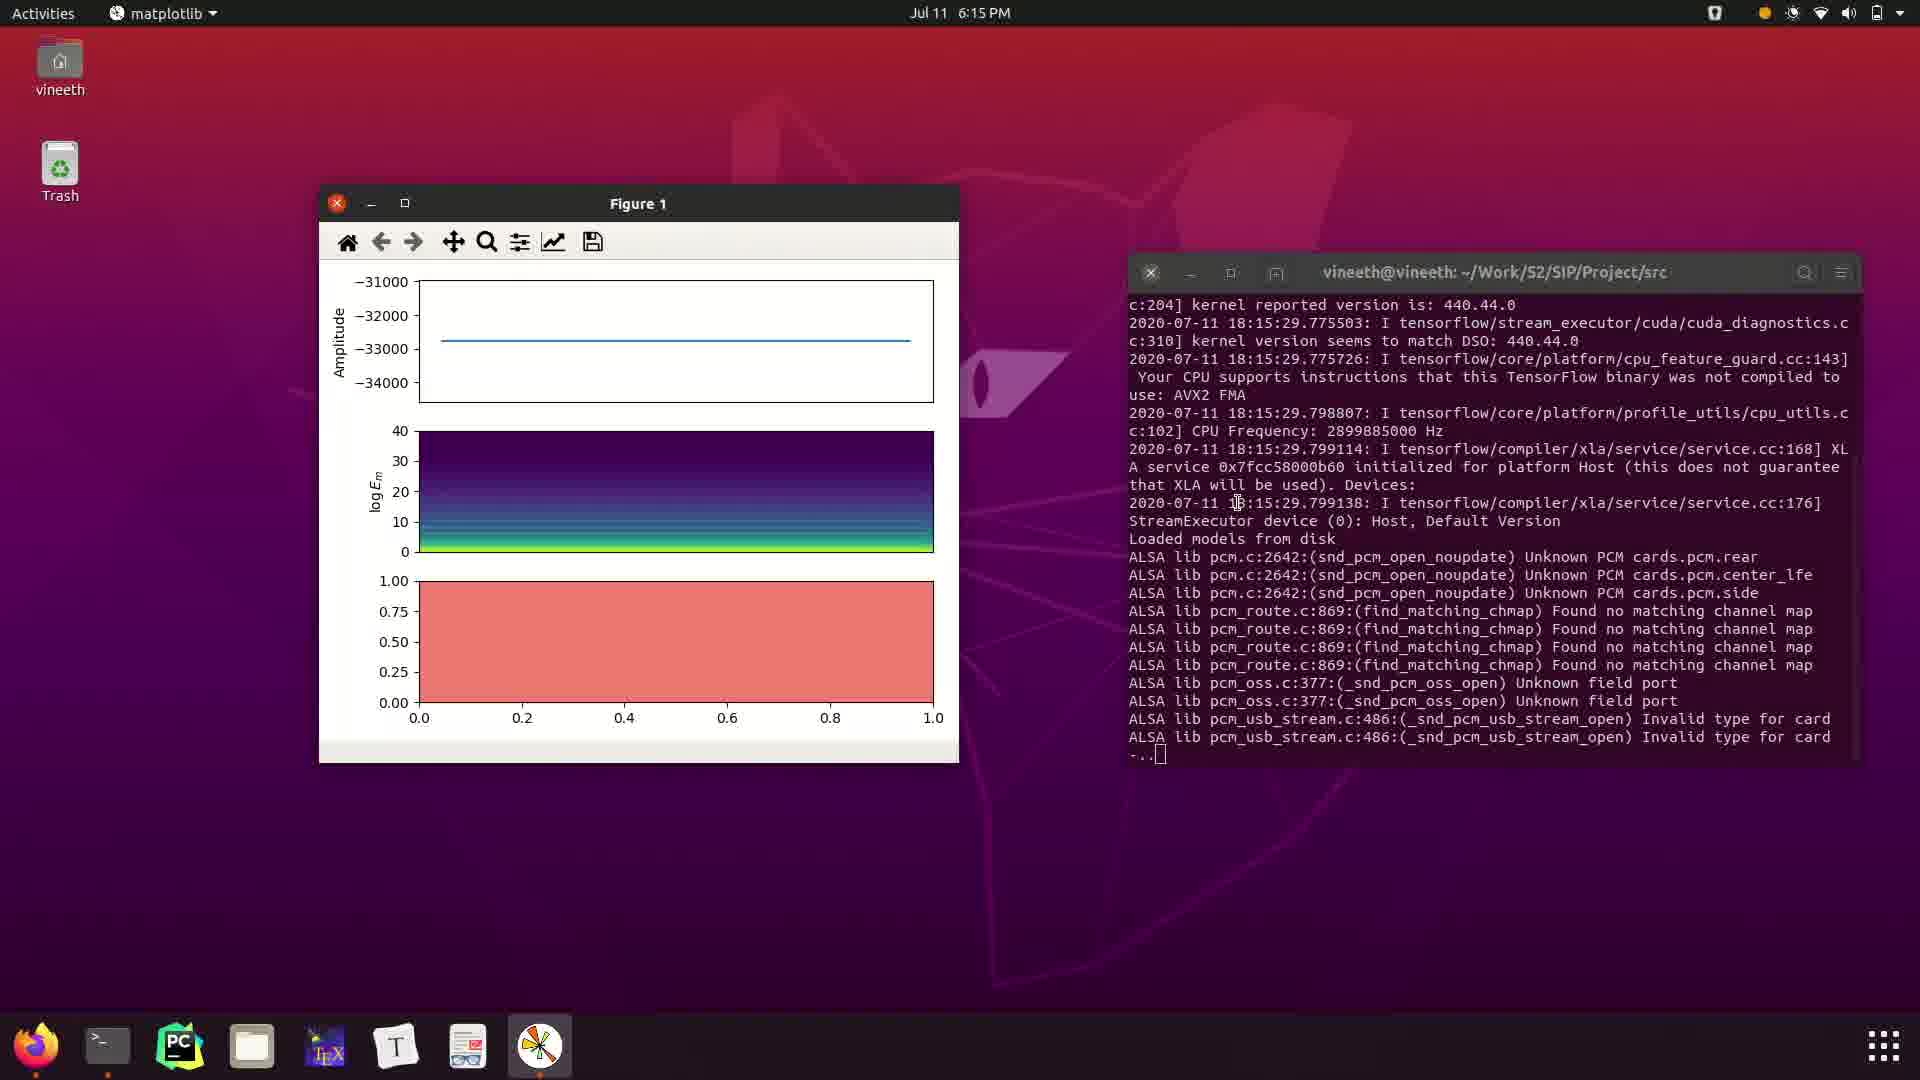 Activities
matplotlib
Jul 11 6:15 PM
vineeth
Trash
Figure 1
Amplitude
−31000
−32000
−33000
−34000
log E_m
40
30
20
10
0
1.00
0.75
0.50
0.25
0.00
0.0 0.2 0.4 0.6 0.8 1.0
vineeth@vineeth: ~/Work/S2/SIP/Project/src
c:204] kernel reported version is: 440.44.0
2020-07-11 18:15:29.775503: I tensorflow/stream_executor/cuda/cuda_diagnostics.c
c:310] kernel version seems to match DSO: 440.44.0
2020-07-11 18:15:29.775726: I tensorflow/core/platform/cpu_feature_guard.cc:143]
Your CPU supports instructions that this TensorFlow binary was not compiled to
use: AVX2 FMA
2020-07-11 18:15:29.798807: I tensorflow/core/platform/profile_utils/cpu_utils.c
c:102] CPU Frequency: 2899885000 Hz
2020-07-11 18:15:29.799114: I tensorflow/compiler/xla/service/service.cc:168] XL
A service 0x7fcc58000b60 initialized for platform Host (this does not guarantee
that XLA will be used). Devices:
2020-07-11 18:15:29.799138: I tensorflow/compiler/xla/service/service.cc:176]
StreamExecutor device (0): Host, Default Version
Loaded models from disk
ALSA lib pcm.c:2642:(snd_pcm_open_noupdate) Unknown PCM cards.pcm.rear
ALSA lib pcm.c:2642:(snd_pcm_open_noupdate) Unknown PCM cards.pcm.center_lfe
ALSA lib pcm.c:2642:(snd_pcm_open_noupdate) Unknown PCM cards.pcm.side
ALSA lib pcm_route.c:869:(find_matching_chmap) Found no matching channel map
ALSA lib pcm_route.c:869:(find_matching_chmap) Found no matching channel map
ALSA lib pcm_route.c:869:(find_matching_chmap) Found no matching channel map
ALSA lib pcm_route.c:869:(find_matching_chmap) Found no matching channel map
ALSA lib pcm_oss.c:377:(_snd_pcm_oss_open) Unknown field port
ALSA lib pcm_oss.c:377:(_snd_pcm_oss_open) Unknown field port
ALSA lib pcm_usb_stream.c:486:(_snd_pcm_usb_stream_open) Invalid type for card
ALSA lib pcm_usb_stream.c:486:(_snd_pcm_usb_stream_open) Invalid type for card
-..
>_
PC
TEX
T